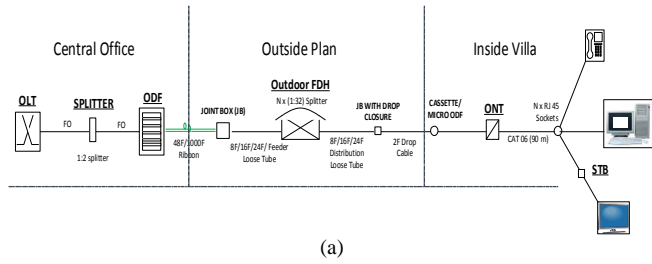 Central Office
Outside Plan
Inside Villa
OLT
SPLITTER
ODF
FO
FO
1:2 splitter
48F/1000F
Ribbon
JOINT BOX (JB)
8F/16F/24F/ Feeder
Loose Tube
Outdoor FDH
N x (1:32) Splitter
8F/16F/24F
Distribution
Loose Tube
JB WITH DROP
CLOSURE
2F Drop
Cable
CASSETTE/
MICRO ODF
ONT
N x RJ 45
Sockets
CAT 06 (90 m)
STB
(a)